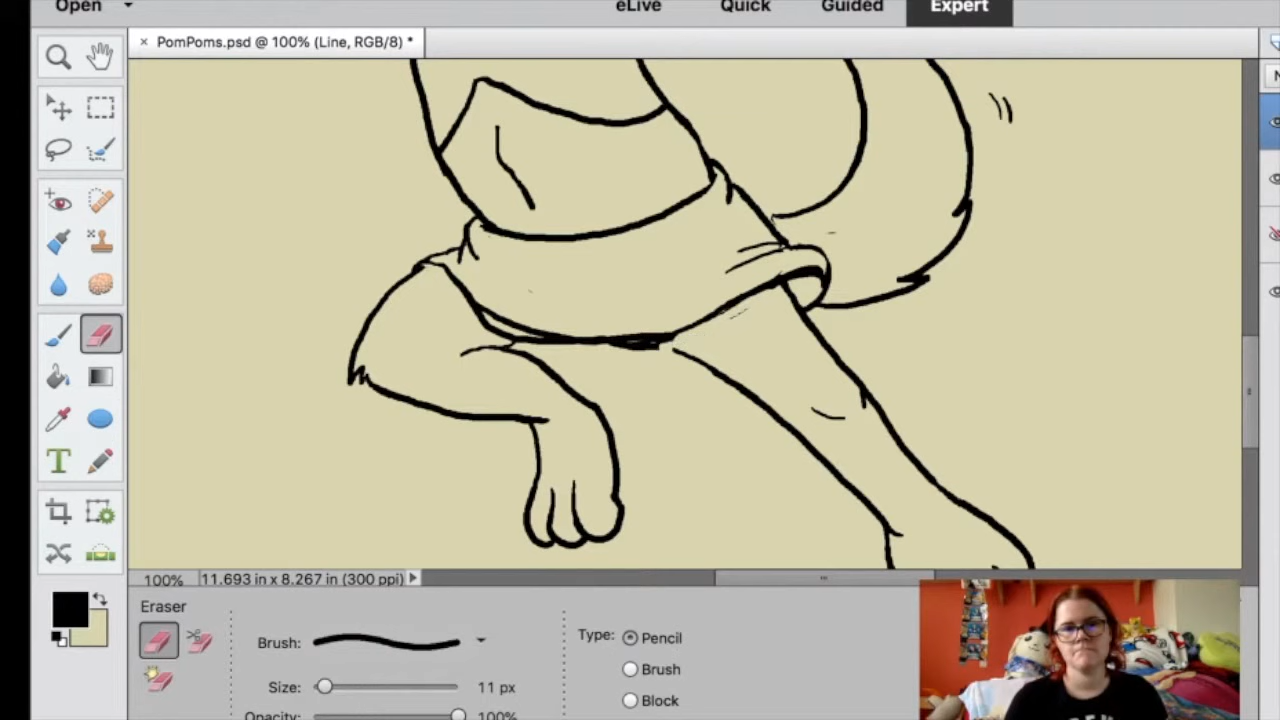 Open
eLive Quick Guided Expert
× PomPoms.psd @ 100% (Line, RGB/8) *
T
100% 11.693 in x 8.267 in (300 ppi)
Eraser
Brush:
Size: 11 px
Opacity: 100%
Type: Pencil
Brush
Block